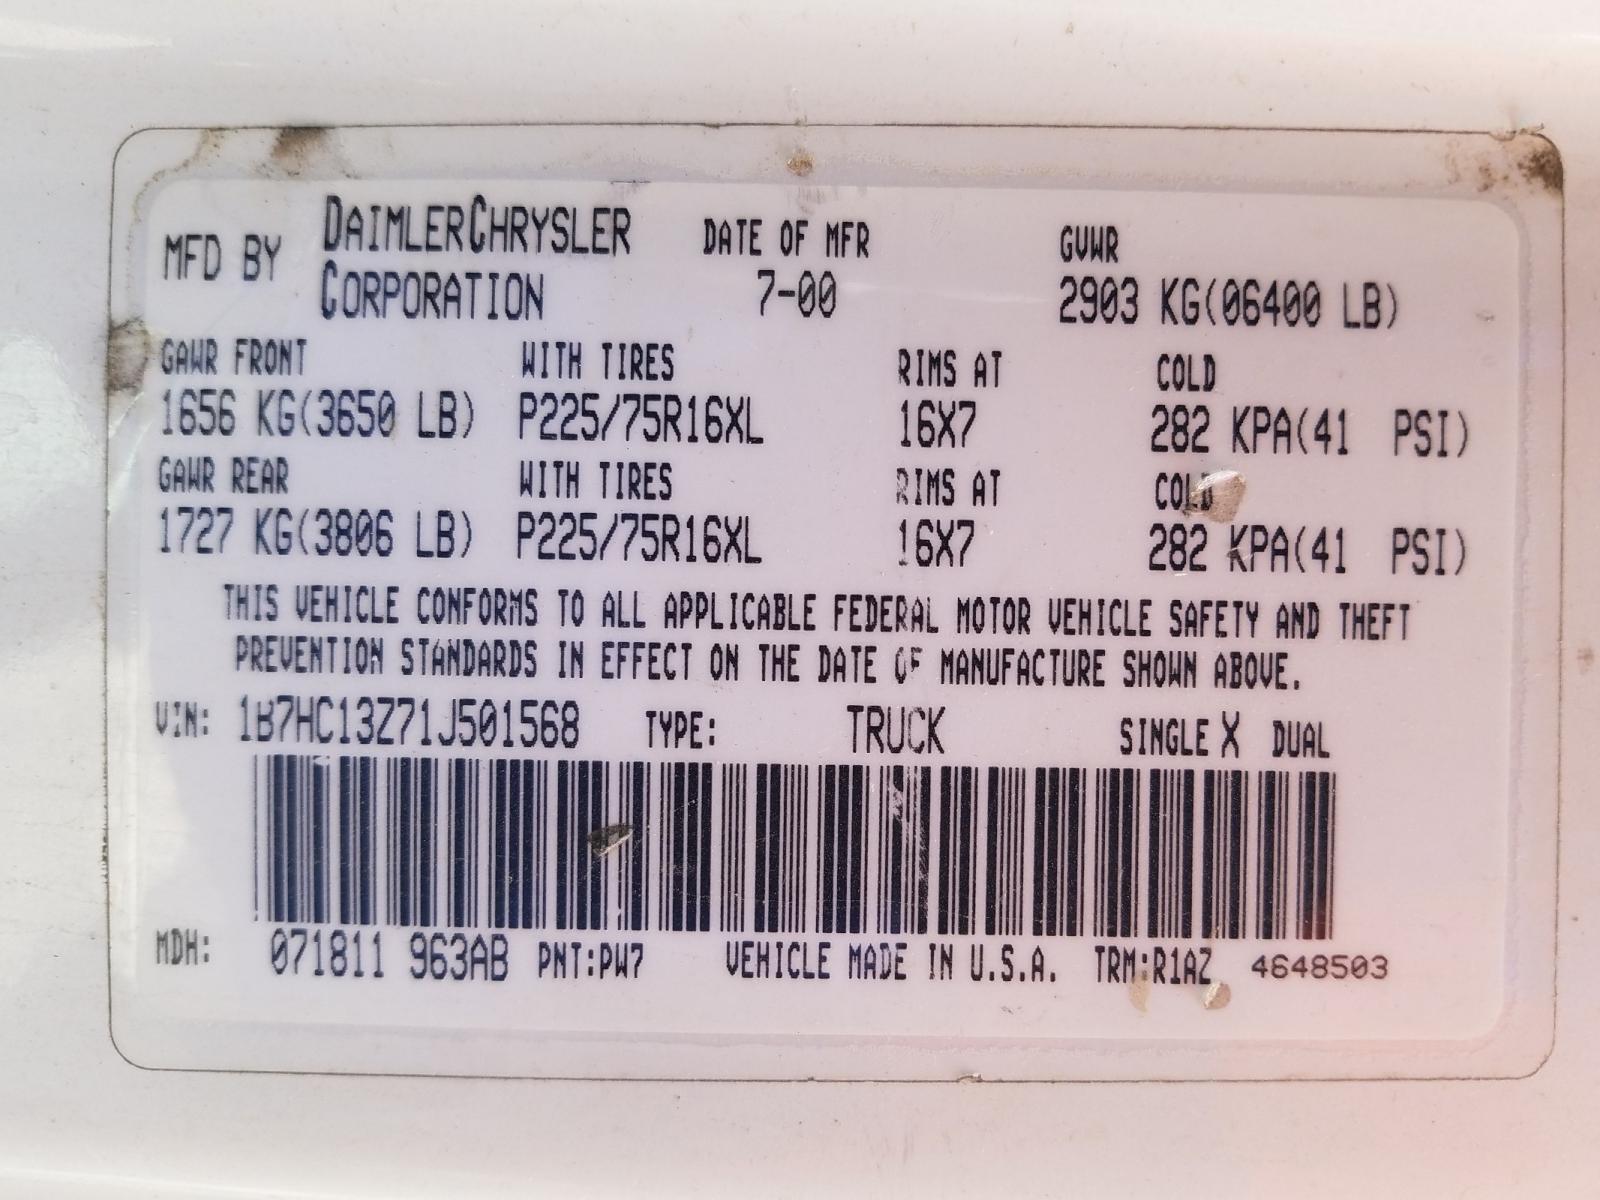 MFD BY DAIMLERCHRYSLER CORPORATION DATE OF MFR 7-00 GVWR 2903 KG(06400 LB)
GAWR FRONT WITH TIRES RIMS AT COLD
1656 KG(3650 LB) P225/75R16XL 16X7 282 KPA(41 PSI)
GAWR REAR WITH TIRES RIMS AT COLD
1727 KG(3806 LB) P225/75R16XL 16X7 282 KPA(41 PSI)
THIS VEHICLE CONFORMS TO ALL APPLICABLE FEDERAL MOTOR VEHICLE SAFETY AND THEFT
PREVENTION STANDARDS IN EFFECT ON THE DATE OF MANUFACTURE SHOWN ABOVE.
VIN: 1B7HC13Z71J501568 TYPE: TRUCK SINGLE X DUAL
MDH: 071811 963AB PNT:PW7 VEHICLE MADE IN U.S.A. TRM:R1AZ 4648503